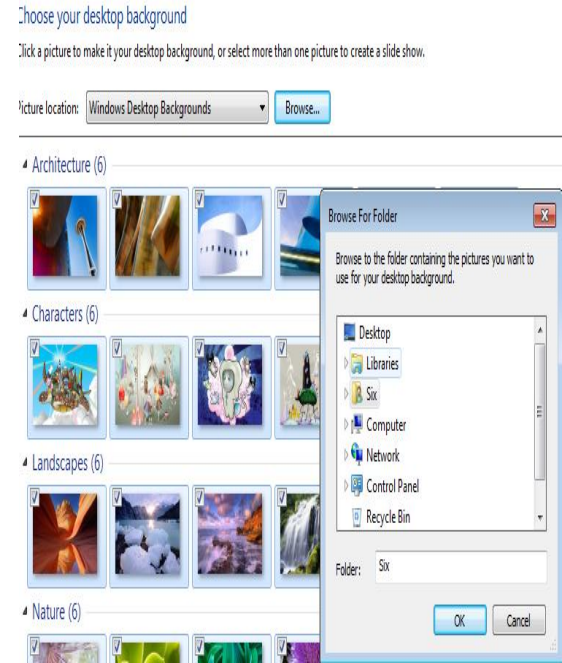 Choose your desktop background
Click a picture to make it your desktop background, or select more than one picture to create a slide show.
Picture location: Windows Desktop Backgrounds Browse...
Architecture (6)
Characters (6)
Landscapes (6)
Nature (6)
Browse For Folder
Browse to the folder containing the pictures you want to
use for your desktop background.
Desktop
Libraries
Six
Computer
Network
Control Panel
Recycle Bin
Folder: Six
OK Cancel